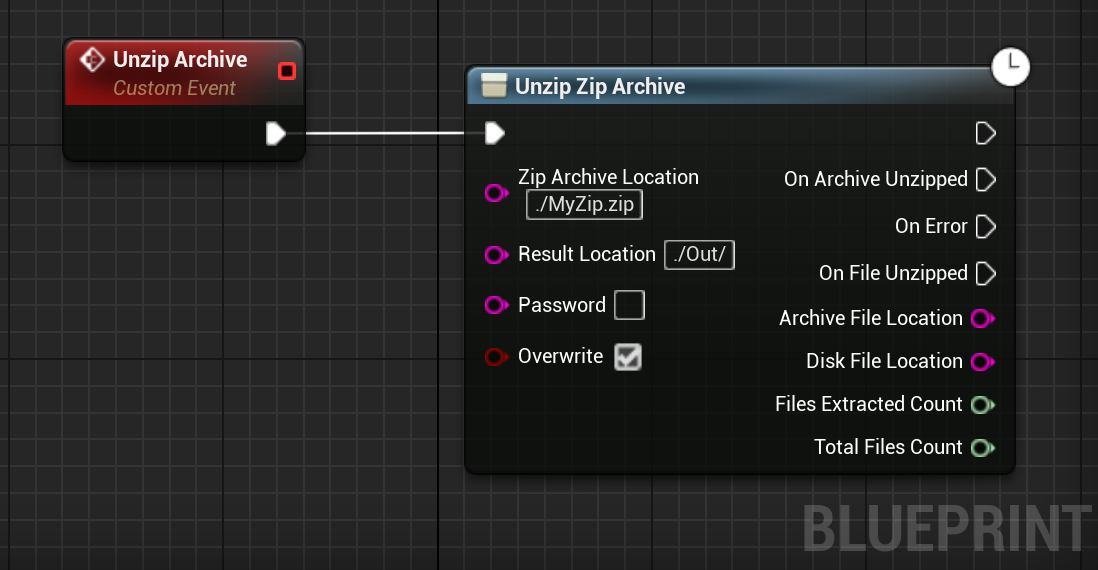 Unzip Archive
Custom Event
Unzip Zip Archive
Zip Archive Location
./MyZip.zip
Result Location ./Out/
Password
Overwrite
On Archive Unzipped
On Error
On File Unzipped
Archive File Location
Disk File Location
Files Extracted Count
Total Files Count
BLUEPRINT